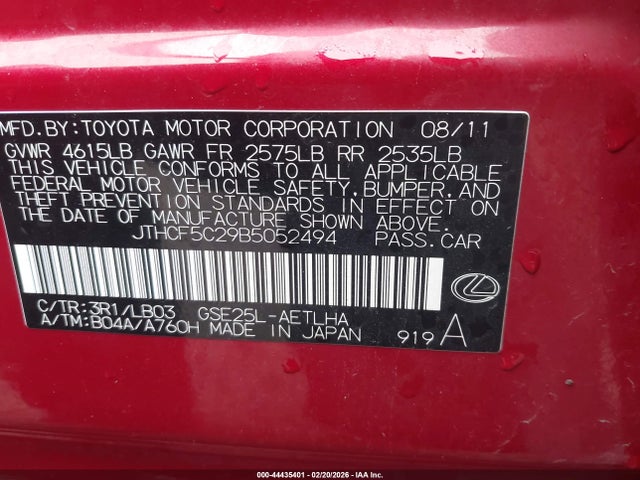 MFD.BY:TOYOTA MOTOR CORPORATION 08/11
GVWR 4615LB GAWR FR 2575LB RR 2535LB
THIS VEHICLE CONFORMS TO ALL APPLICABLE
FEDERAL MOTOR VEHICLE SAFETY,BUMPER,AND
THEFT PREVENTION STANDARDS IN EFFECT ON
THE DATE OF MANUFACTURE SHOWN ABOVE.
JTHCF5C29B5052494 PASS.CAR
C/TR:3R1/LB03 GSE25L-AETLHA
A/TM:B04A/A760H MADE IN JAPAN 919 A
000-44435401 - 02/20/2026 - IAA Inc.